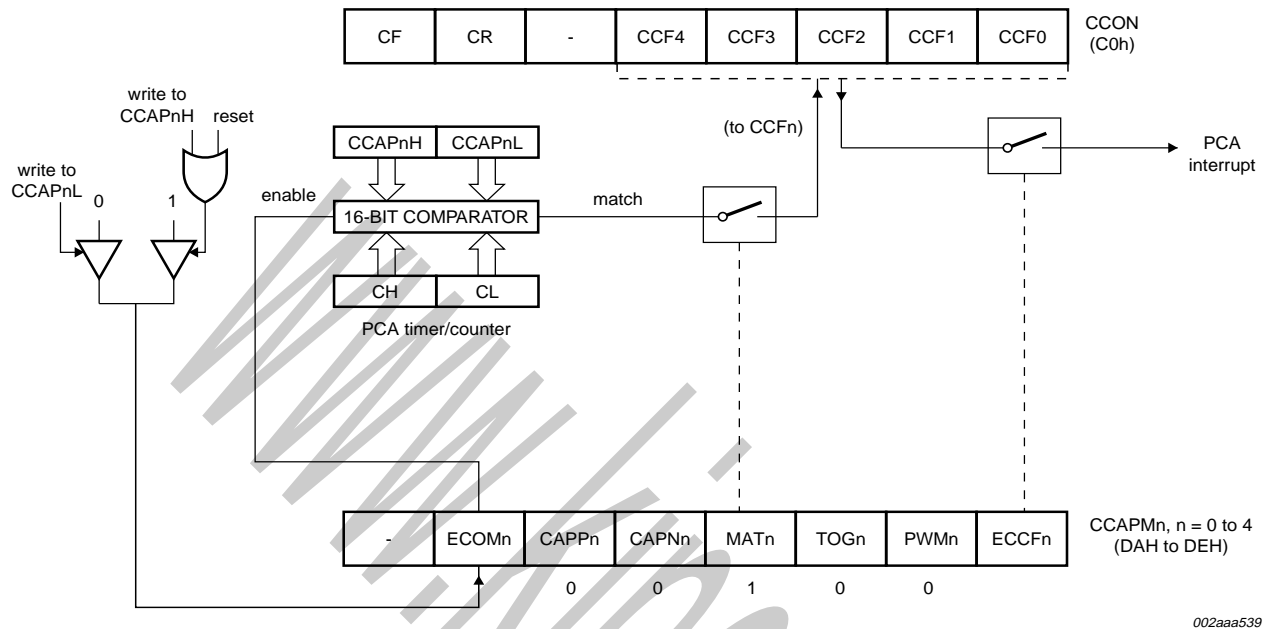 CF CR - CCF4 CCF3 CCF2 CCF1 CCF0
CCON
(C0h)
write to
CCAPnH
reset
write to
CCAPnL
0
1
(to CCFn)
PCA
interrupt
CCAPnH CCAPnL
enable
16-BIT COMPARATOR
match
CH CL
PCA timer/counter
- ECOMn CAPPn CAPNn MATn TOGn PWMn ECCFn
CCAPMn, n = 0 to 4
(DAH to DEH)
0 0 1 0 0
002aaa539